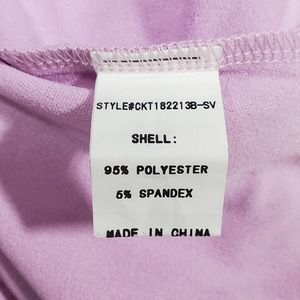 STYLE#CKT182213B-SV
SHELL:
95% POLYESTER
5% SPANDEX
MADE IN CHINA